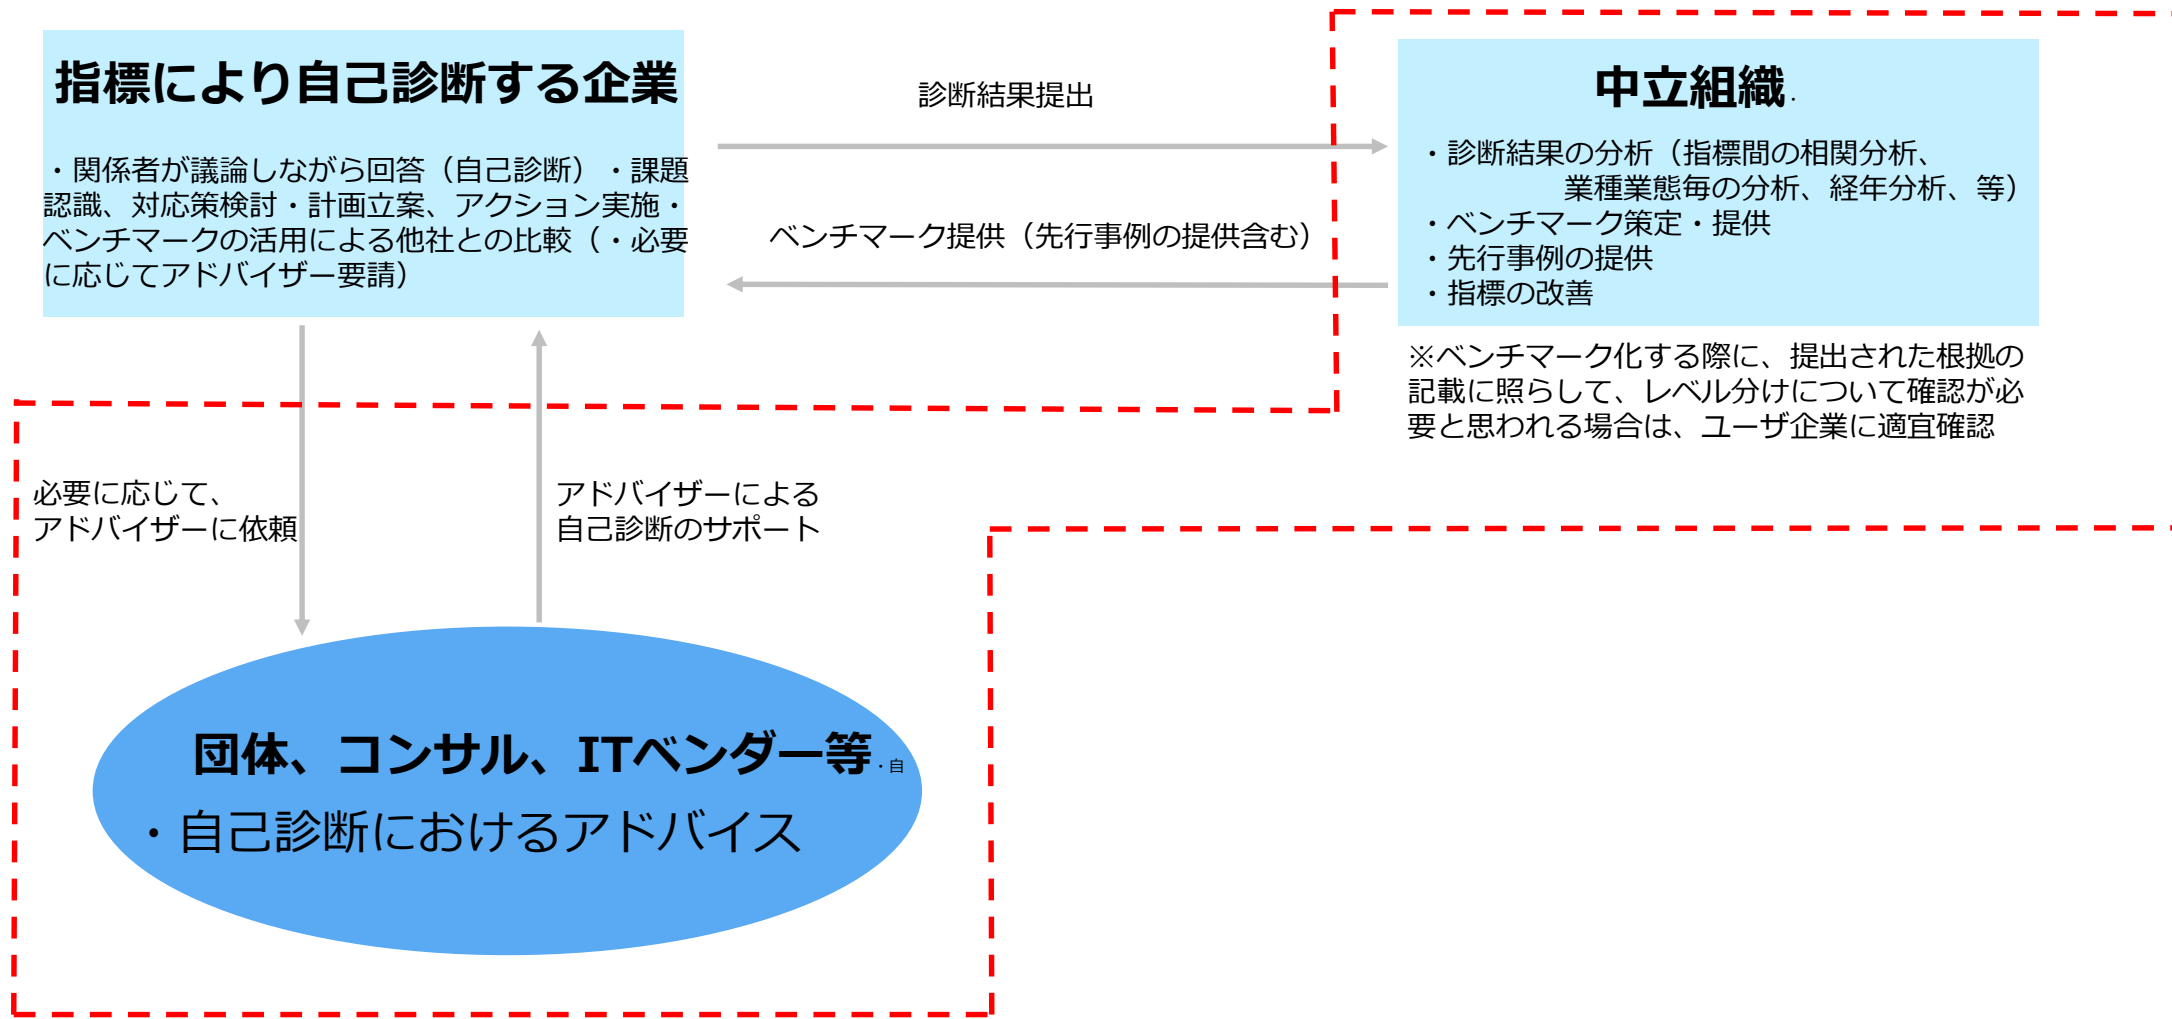 指標により自己診断する企業
・関係者が議論しながら回答（自己診断）・課題
認識、対応策検討・計画立案、アクション実施・
ベンチマークの活用による他社との比較（・必要
に応じてアドバイザー要請）
診断結果提出
ベンチマーク提供（先行事例の提供含む）
中立組織.
・診断結果の分析（指標間の相関分析、
業種業態毎の分析、経年分析、等）
・ベンチマーク策定・提供
・先行事例の提供
・指標の改善
※ベンチマーク化する際に、提出された根拠の
記載に照らして、レベル分けについて確認が必
要と思われる場合は、ユーザ企業に適宜確認
必要に応じて、
アドバイザーに依頼
アドバイザーによる
自己診断のサポート
団体、コンサル、ITベンダー等・自
・自己診断におけるアドバイス